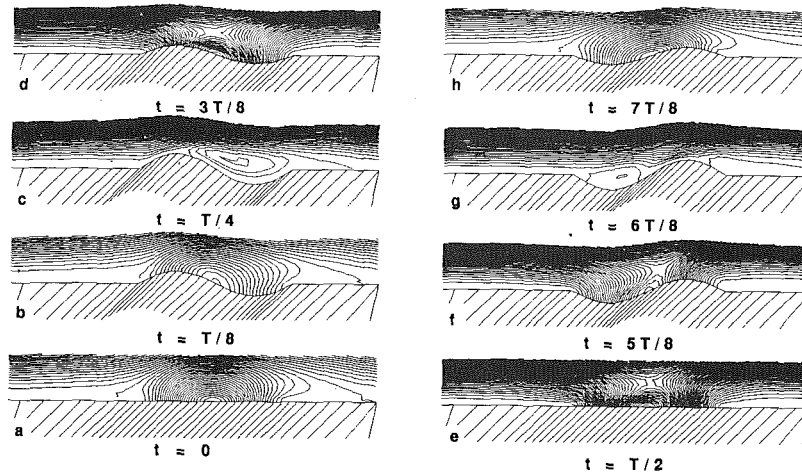 d
t = 3T/8
c
t = T/4
b
t = T/8
a
t = 0
h
t = 7T/8
g
t = 6T/8
f
t = 5T/8
e
t = T/2